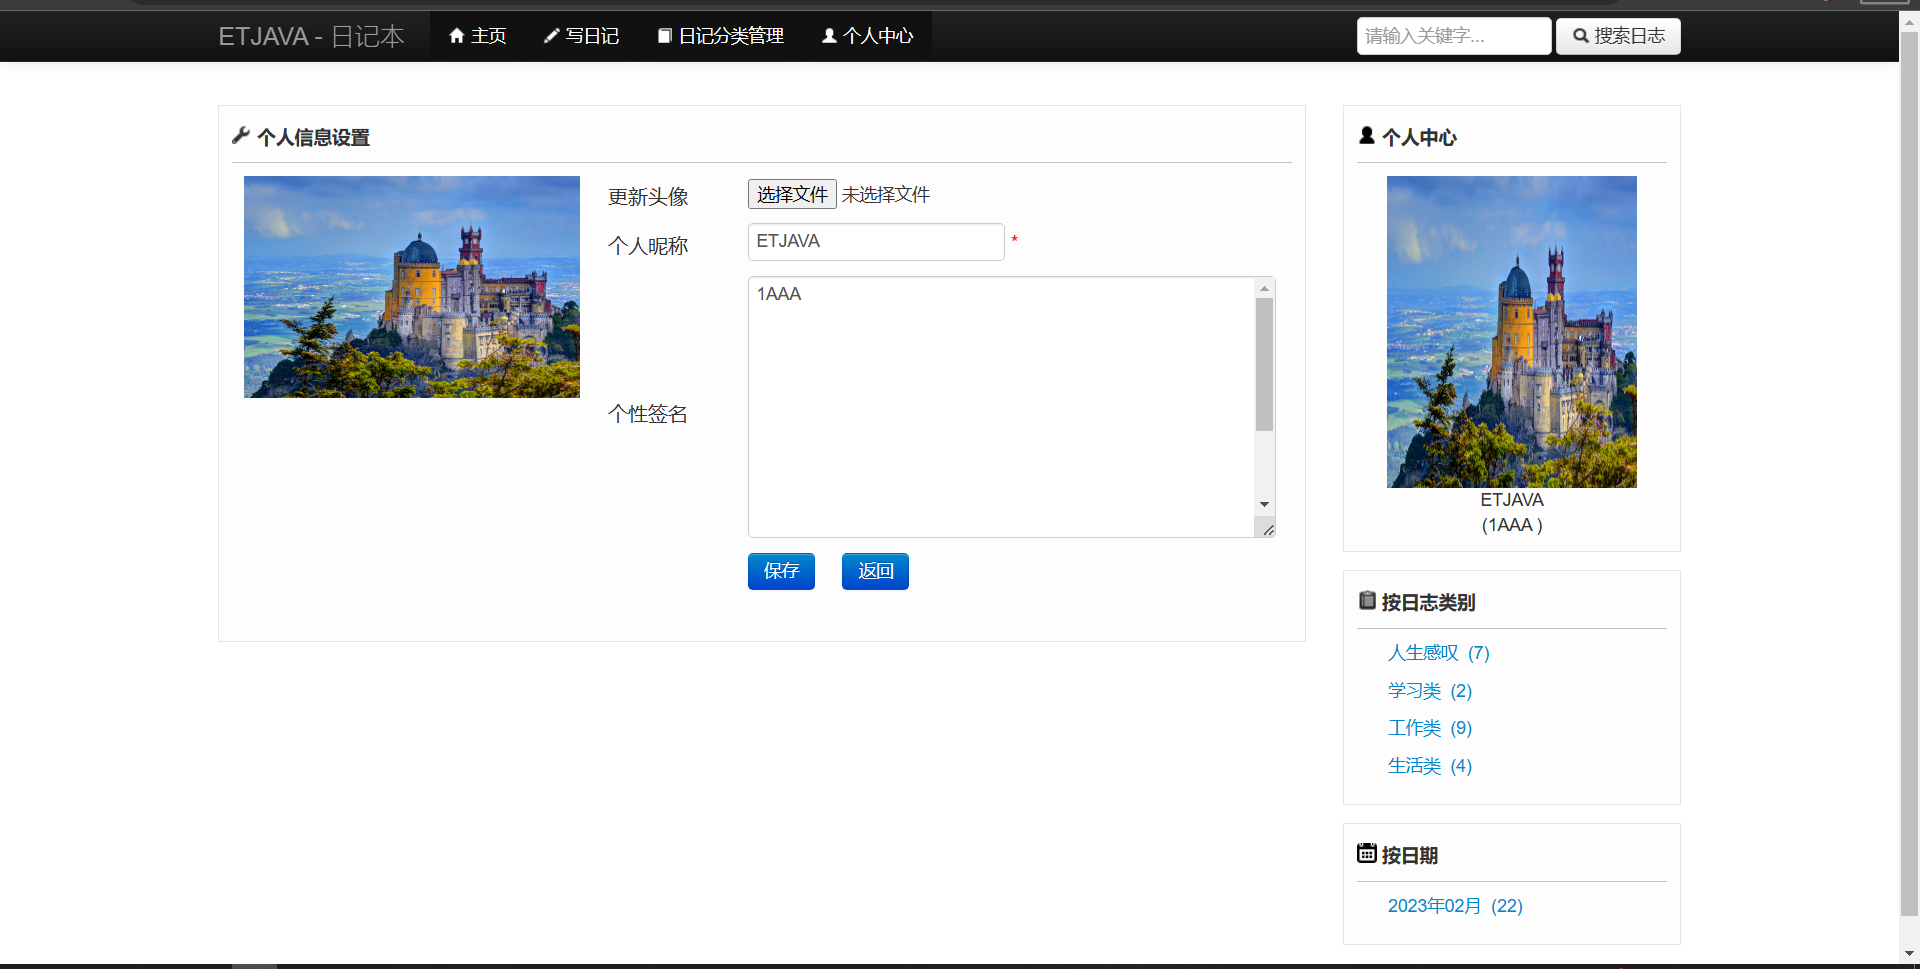 ETJAVA - 日记本 主页 写日记 日记分类管理 个人中心 请输入关键字... 搜索日志
个人信息设置
更新头像 选择文件 未选择文件
个人昵称 ETJAVA *
1AAA
个性签名
保存 返回
个人中心
ETJAVA
(1AAA )
按日志类别
人生感叹 (7)
学习类 (2)
工作类 (9)
生活类 (4)
按日期
2023年02月 (22)